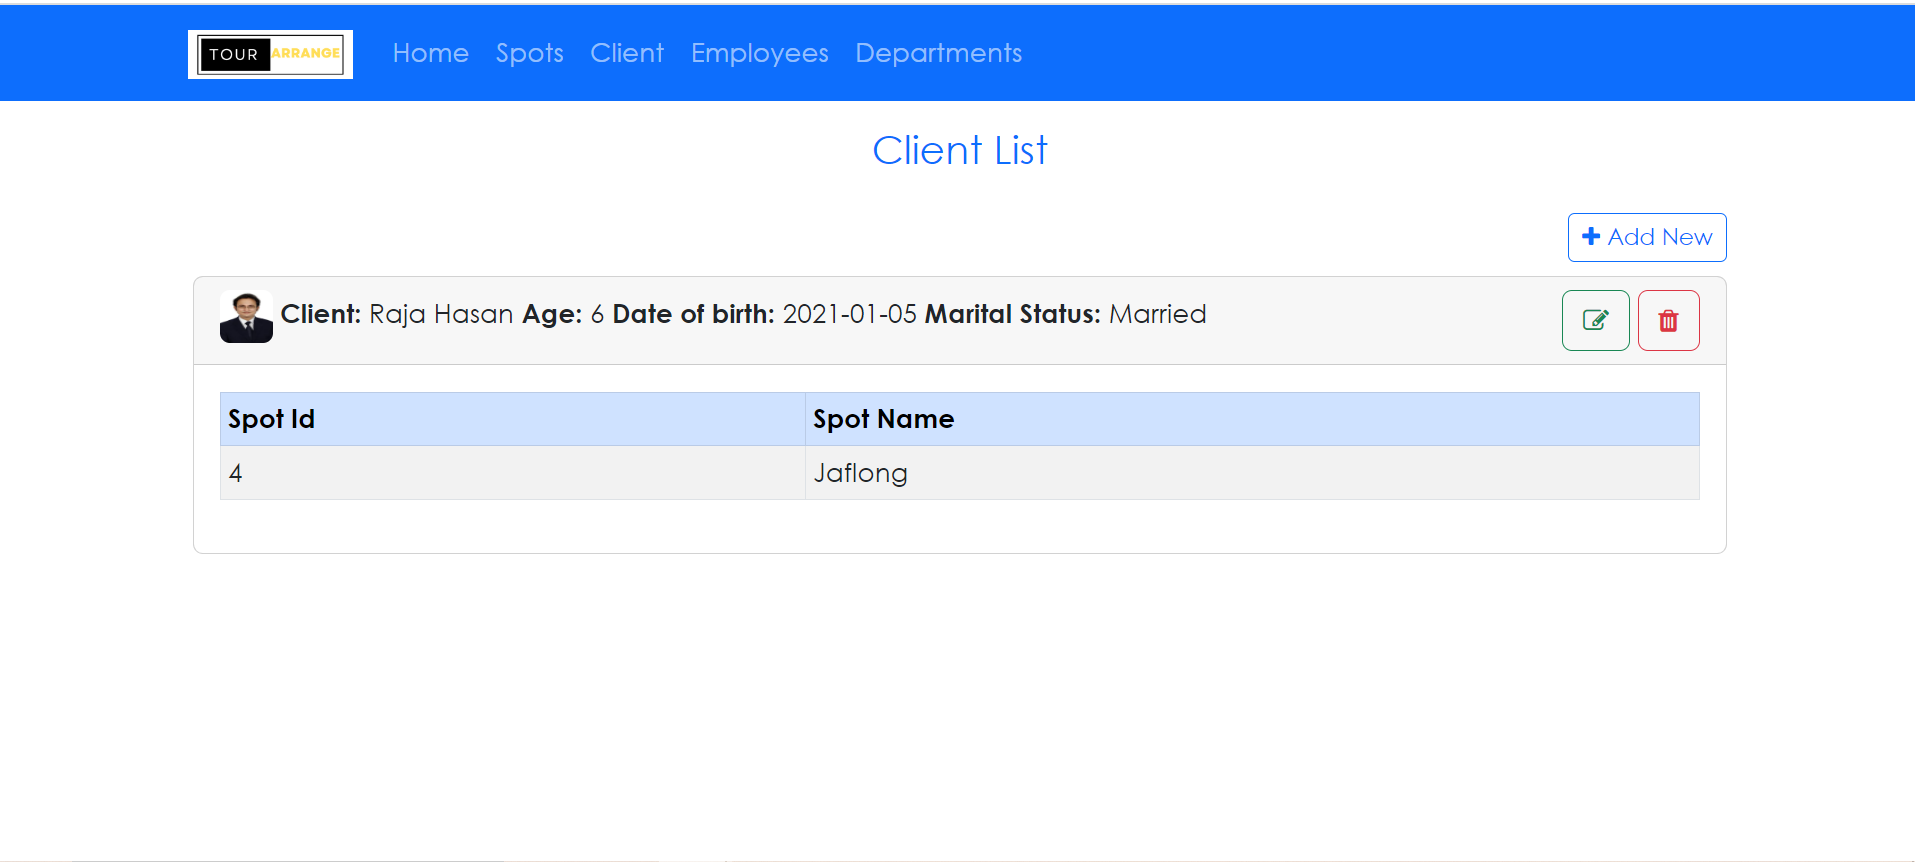 TOUR ARRANGE Home Spots Client Employees Departments
Client List
Add New
Client: Raja Hasan Age: 6 Date of birth: 2021-01-05 Marital Status: Married
Spot Id Spot Name
4 Jaflong